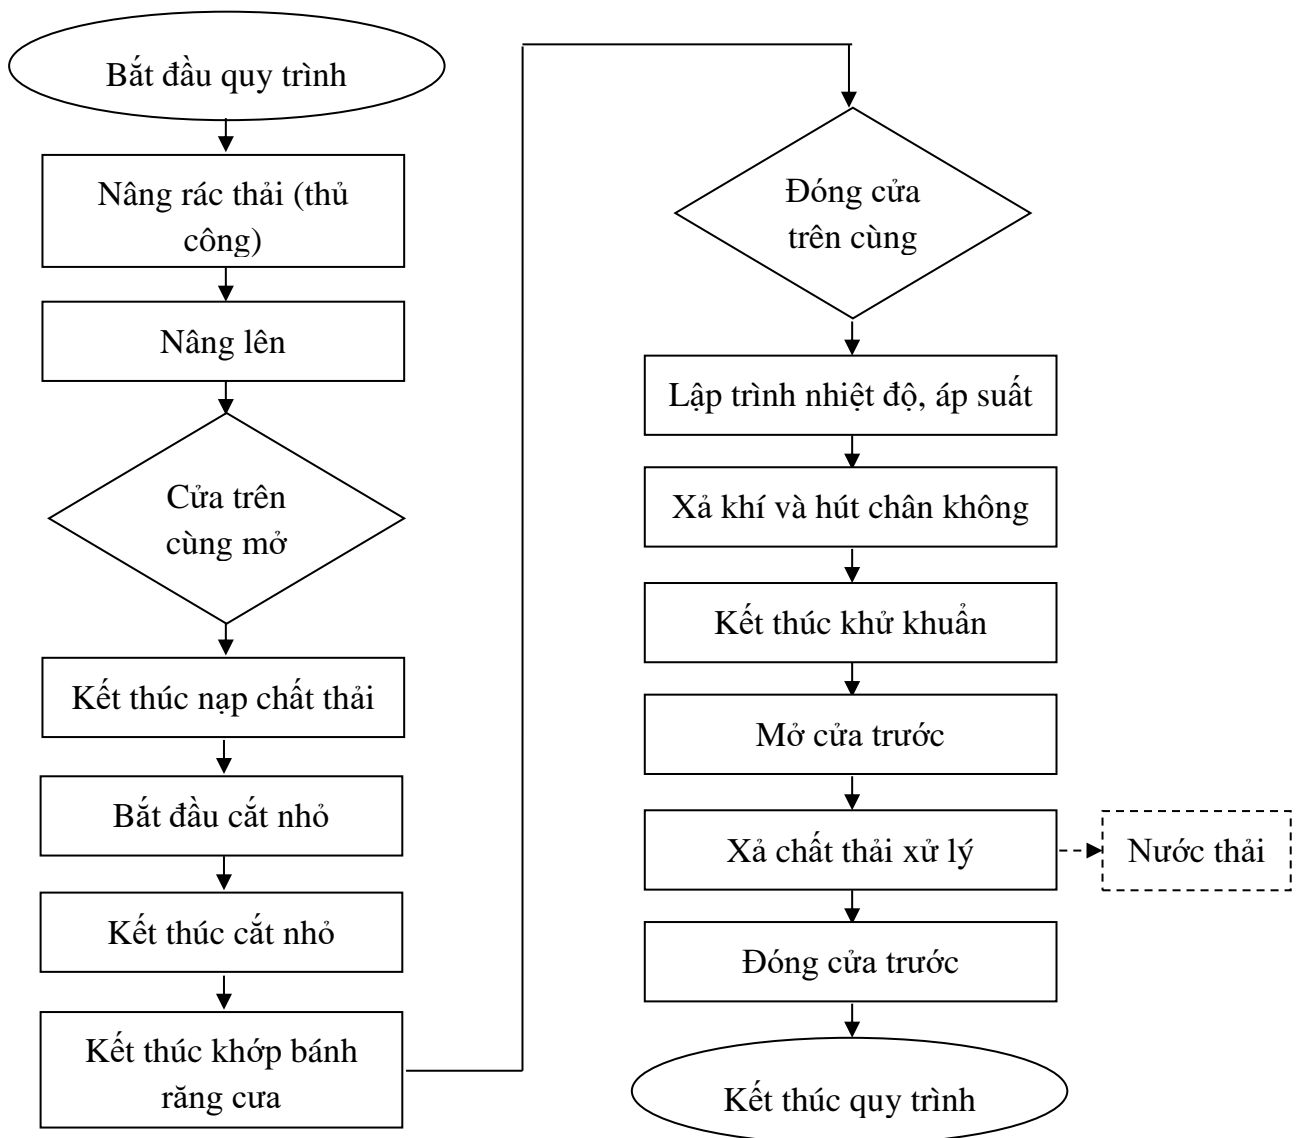 Bắt đầu quy trình
Nâng rác thải (thủ
công)
Nâng lên
Cửa trên
cùng mở
Kết thúc nạp chất thải
Bắt đầu cắt nhỏ
Kết thúc cắt nhỏ
Kết thúc khớp bánh
răng cưa
Đóng cửa
trên cùng
Lập trình nhiệt độ, áp suất
Xả khí và hút chân không
Kết thúc khử khuẩn
Mở cửa trước
Xả chất thải xử lý
Nước thải
Đóng cửa trước
Kết thúc quy trình